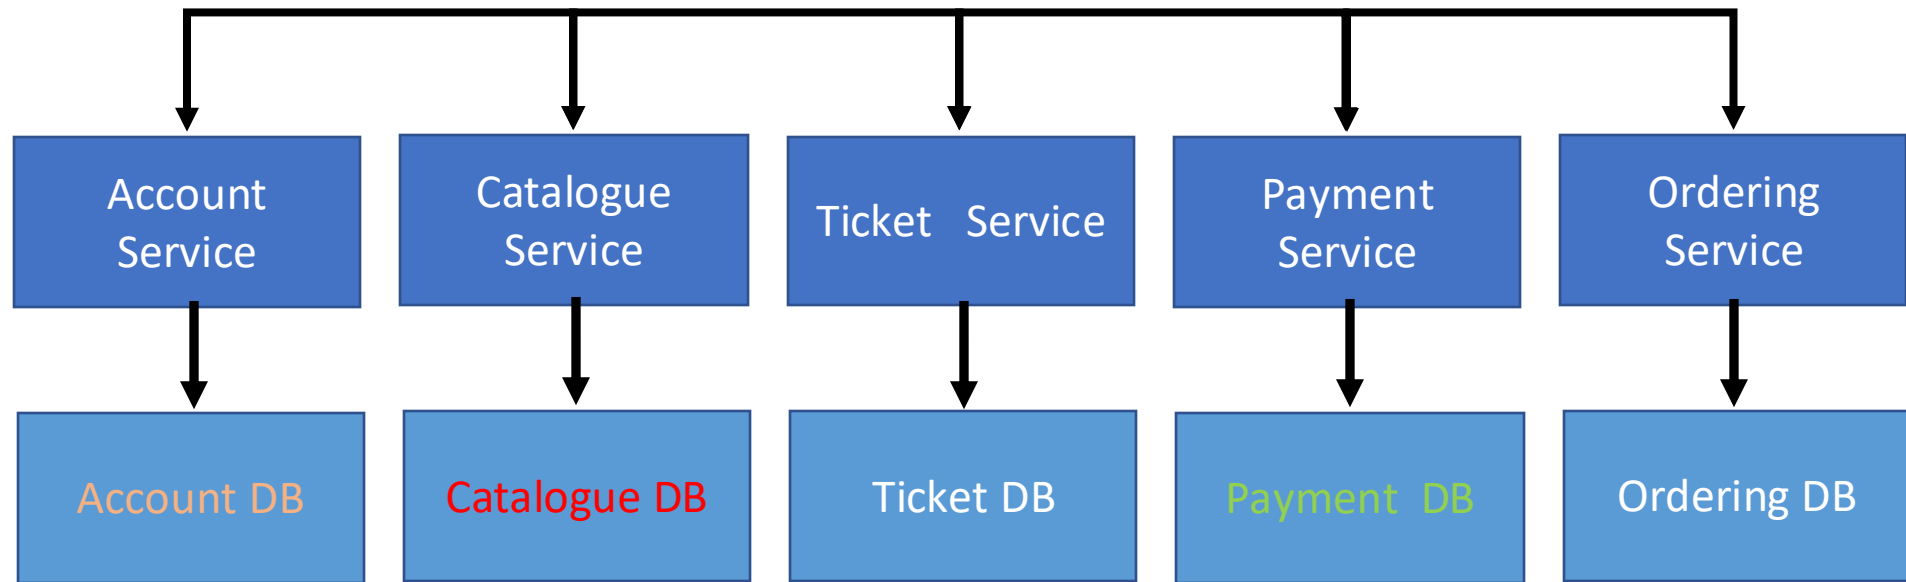 Account
Service
Catalogue
Service
Ticket   Service
Payment
Service
Ordering
Service
Account DB
Catalogue DB
Ticket DB
Payment  DB
Ordering DB